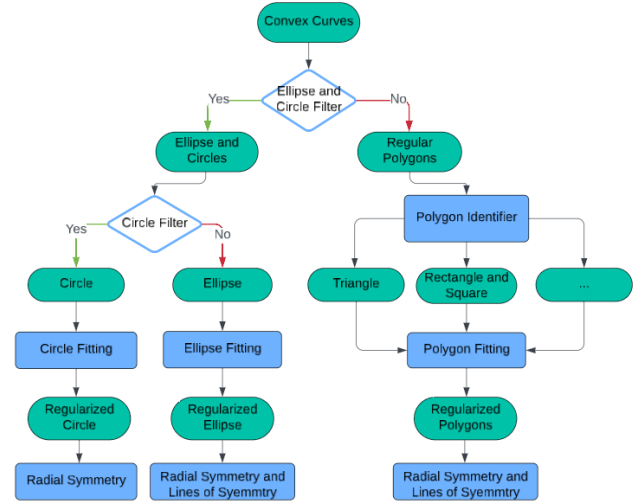 Convex Curves
Ellipse and
Circle Filter
Yes
No
Ellipse and
Circles
Regular
Polygons
Circle Filter
Polygon Identifier
Yes
No
Circle
Ellipse
Triangle
Rectangle and
Square
...
Circle Fitting
Ellipse Fitting
Polygon Fitting
Regularized
Circle
Regularized
Ellipse
Regularized
Polygons
Radial Symmetry
Radial Symmetry and
Lines of Syemmtry
Radial Symmetry and
Lines of Syemmtry